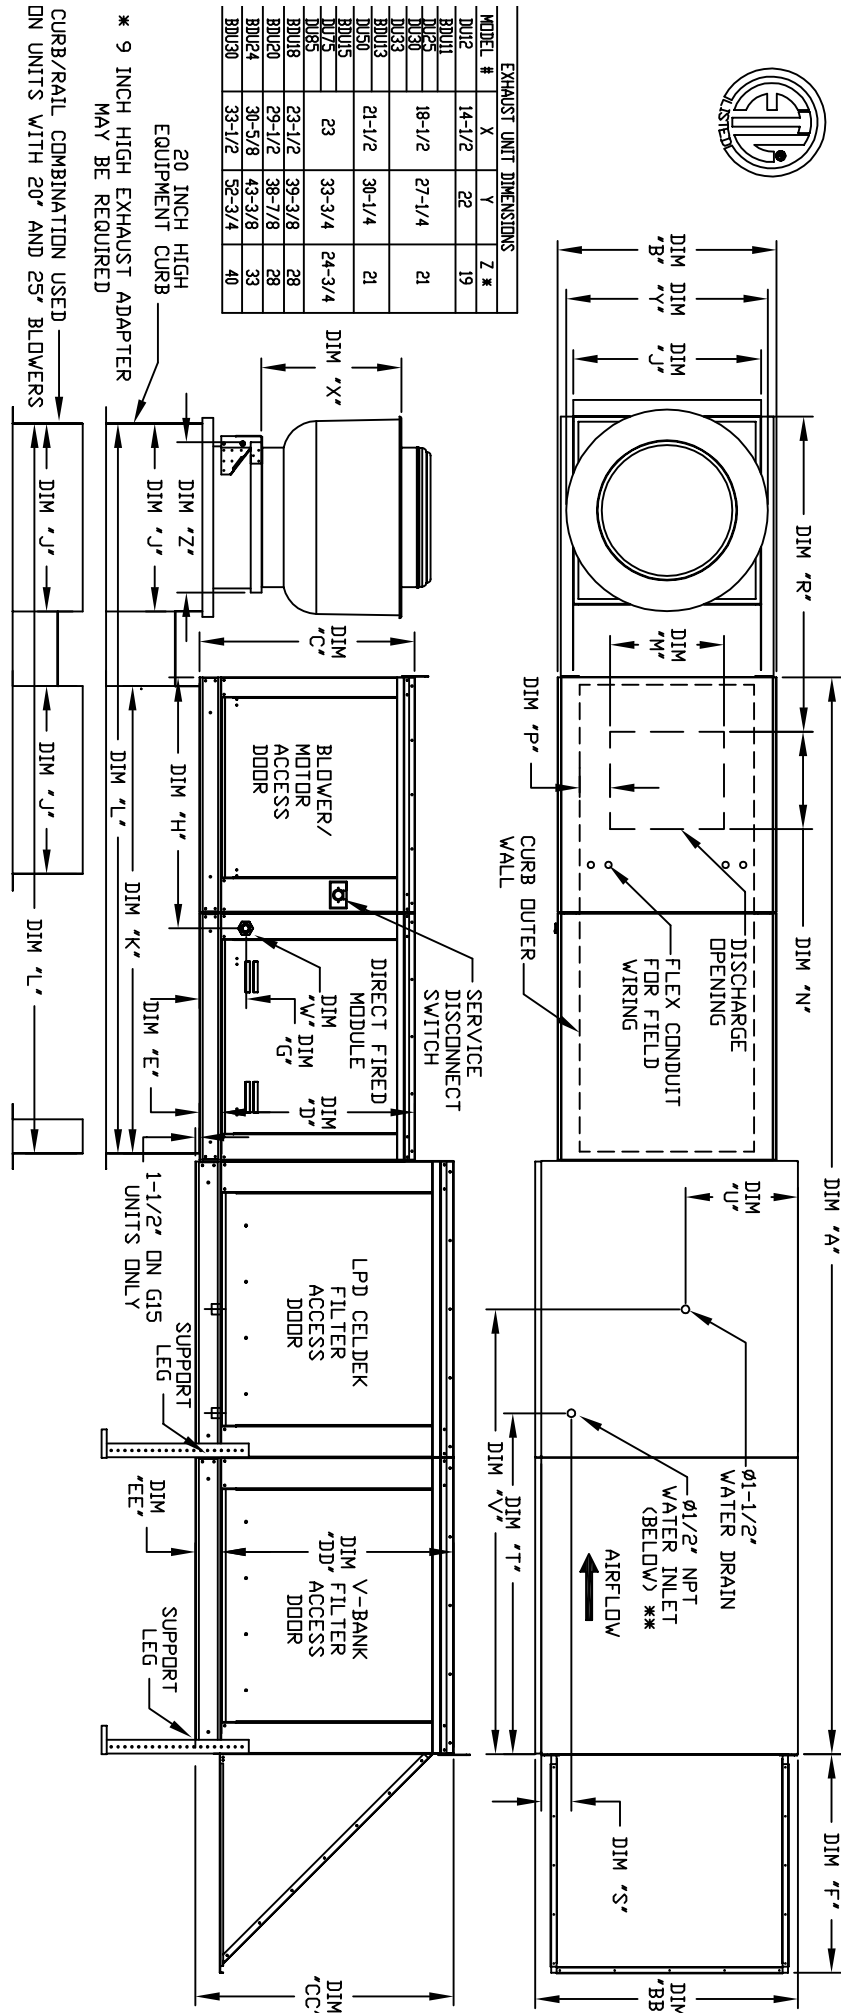 LISTED
EXHAUST UNIT DIMENSIONS
MODEL # X Y Z *
DU12 14-1/2 22 19
BDU11
DU25
DU30
DU33
18-1/2 27-1/4 21
BDU13
DU50
21-1/2 30-1/4 21
BDU15
DU75
DU85
23 33-3/4 24-3/4
BDU18 23-1/2 39-3/8 28
BDU20 29-1/2 38-7/8 28
BDU24 30-5/8 43-3/8 33
BDU30 33-1/2 52-3/4 40
20 INCH HIGH
EQUIPMENT CURB
* 9 INCH HIGH EXHAUST ADAPTER
MAY BE REQUIRED
CURB/RAIL COMBINATION USED
ON UNITS WITH 20" AND 25" BLOWERS
DIM
"B"
DIM
"Y"
DIM
"J"
DIM "R"
DIM
"M"
DIM "P"
DIM "N"
DIM "A"
DIM
"U"
DIM "F"
DISCHARGE
OPENING
FLEX CONDUIT
FOR FIELD
WIRING
CURB OUTER
WALL
Ø1-1/2"
WATER DRAIN
Ø1/2" NPT
WATER INLET
(BELOW) **
AIRFLOW
DIM "T"
DIM "V"
DIM "S"
DIM
"BB
DIM "X"
DIM "Z"
DIM "J"
DIM
"C"
DIM "H"
BLOWER/
MOTOR
ACCESS
DOOR
SERVICE
DISCONNECT
SWITCH
DIRECT FIRED
MODULE
DIM
"W"
DIM
"G"
DIM
"D"
DIM "E"
DIM "L"
DIM "K"
1-1/2" ON G15
UNITS ONLY
LPD CELDEK
FILTER
ACCESS
DOOR
SUPPORT
LEG
DIM
"EE"
V-BANK
FILTER
ACCESS
DOOR
DIM
"DD"
SUPPORT
LEG
DIM
"CC"
DIM "J"
DIM "J"
DIM "L"